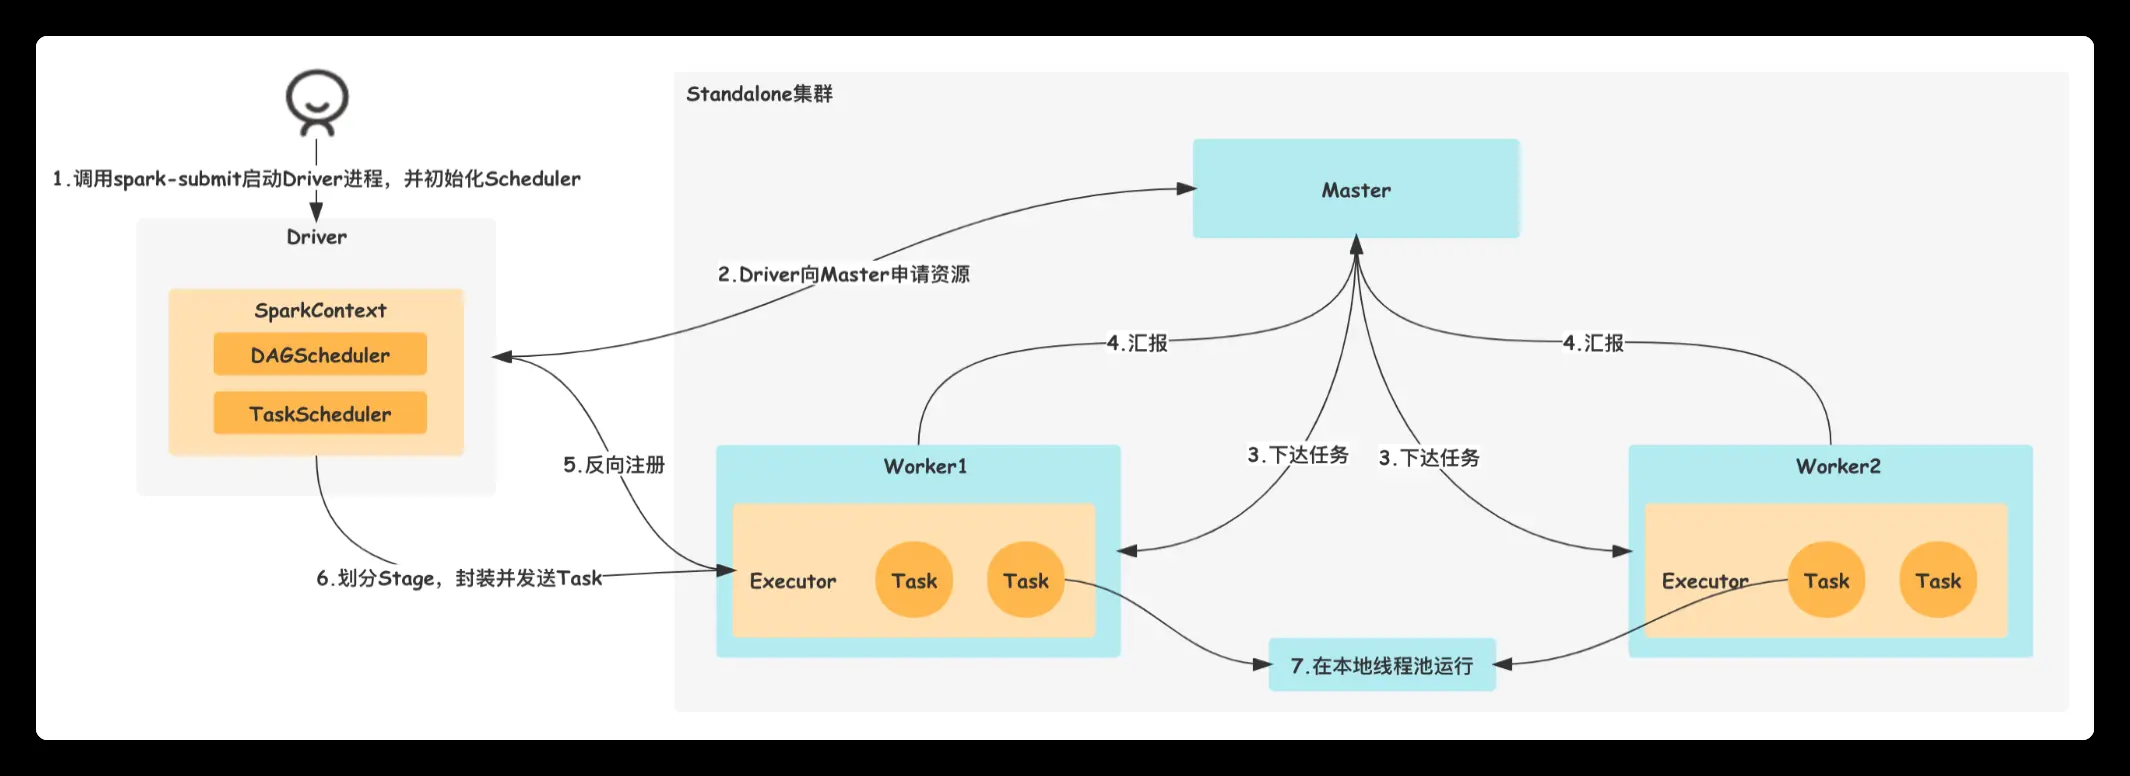 Standalone集群
1.调用spark-submit启动Driver进程，并初始化Scheduler
Master
Driver
2.Driver向Master申请资源
SparkContext
DAGScheduler
TaskScheduler
4.汇报
4.汇报
3.下达任务
3.下达任务
5.反向注册
Worker1
Worker2
6.划分Stage，封装并发送Task
Executor
Task
Task
Executor
Task
Task
7.在本地线程池运行